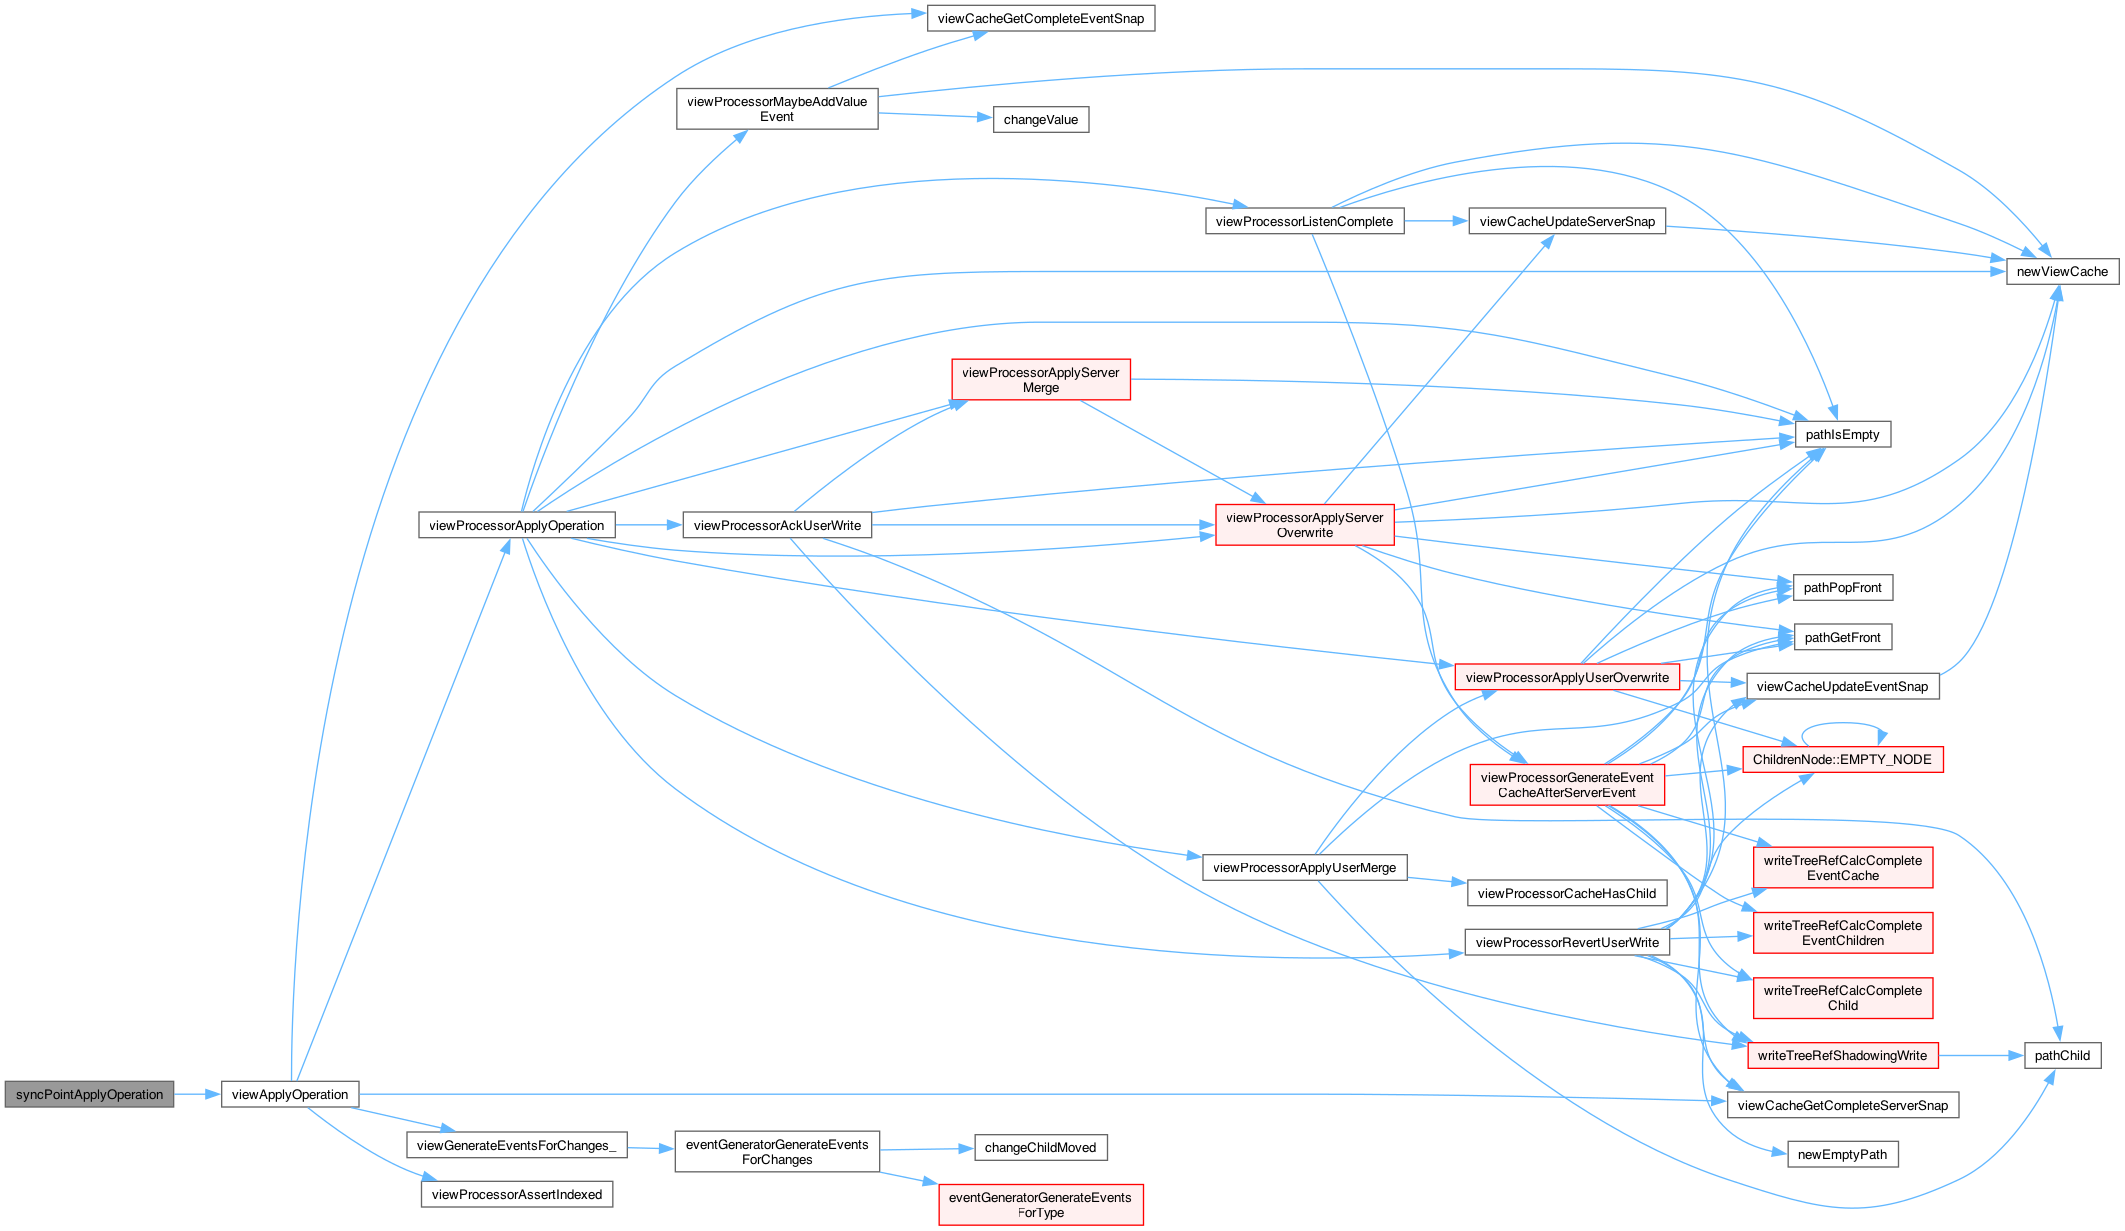 viewCacheGetCompleteEventSnap
viewProcessorMaybeAddValue
Event
changeValue
viewProcessorListenComplete
viewCacheUpdateServerSnap
newViewCache
viewProcessorApplyServer
Merge
pathIsEmpty
viewProcessorApplyOperation
viewProcessorAckUserWrite
viewProcessorApplyServer
Overwrite
pathPopFront
pathGetFront
viewProcessorApplyUserOverwrite
viewCacheUpdateEventSnap
ChildrenNode::EMPTY_NODE
viewProcessorGenerateEvent
CacheAfterServerEvent
viewProcessorApplyUserMerge
writeTreeRefCalcComplete
EventCache
viewProcessorCacheHasChild
writeTreeRefCalcComplete
EventChildren
viewProcessorRevertUserWrite
writeTreeRefCalcComplete
Child
writeTreeRefShadowingWrite
pathChild
syncPointApplyOperation
viewApplyOperation
viewCacheGetCompleteServerSnap
viewGenerateEventsForChanges_
eventGeneratorGenerateEvents
ForChanges
changeChildMoved
newEmptyPath
viewProcessorAssertIndexed
eventGeneratorGenerateEvents
ForType